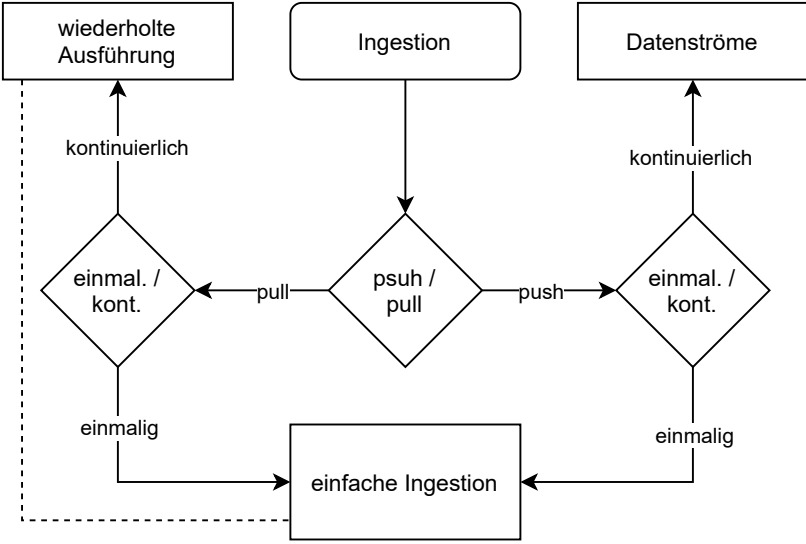 wiederholte
Ausführung
Ingestion
Datenströme
kontinuierlich
kontinuierlich
einmal. /
kont.
pull
psuh /
pull
push
einmal. /
kont.
einmalig
einmalig
einfache Ingestion